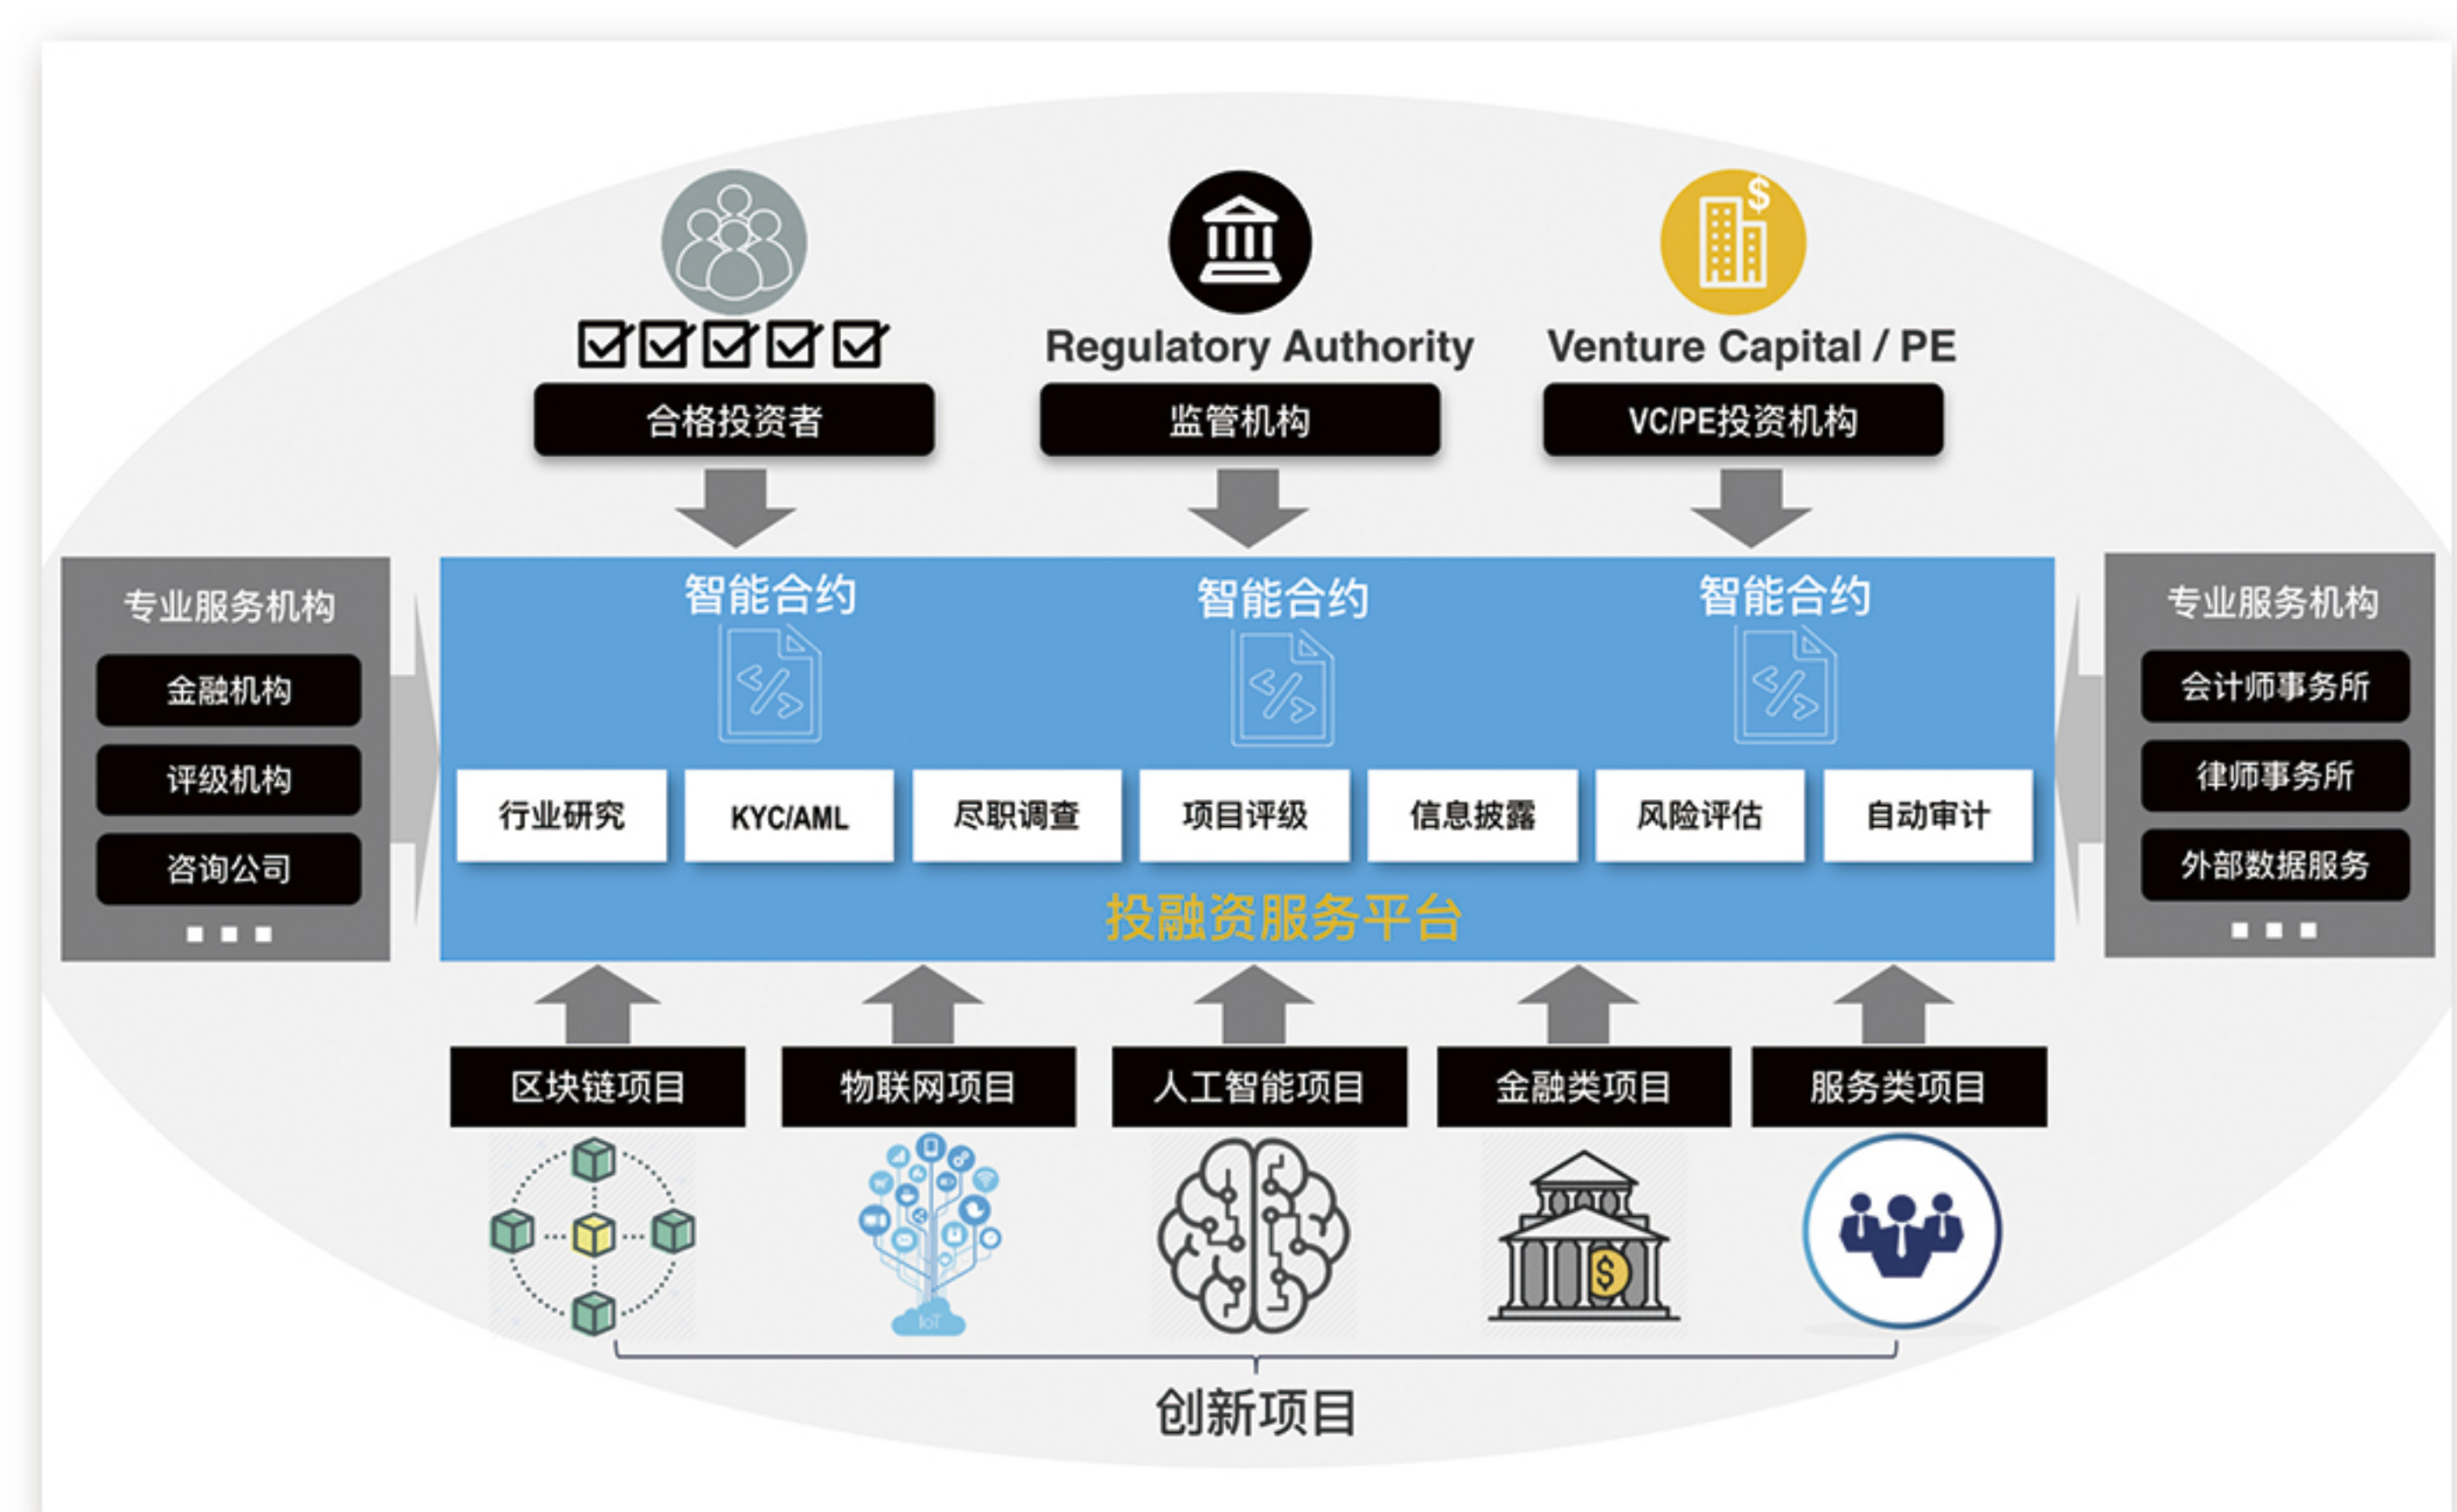 $
Regulatory Authority
Venture Capital / PE
合格投资者
监管机构
VC/PE投资机构
专业服务机构
金融机构
评级机构
咨询公司
智能合约
智能合约
智能合约
</>
</>
</>
行业研究
KYC/AML
尽职调查
项目评级
信息披露
风险评估
自动审计
投融资服务平台
专业服务机构
会计师事务所
律师事务所
外部数据服务
区块链项目
物联网项目
人工智能项目
金融类项目
服务类项目
IoT
$
创新项目